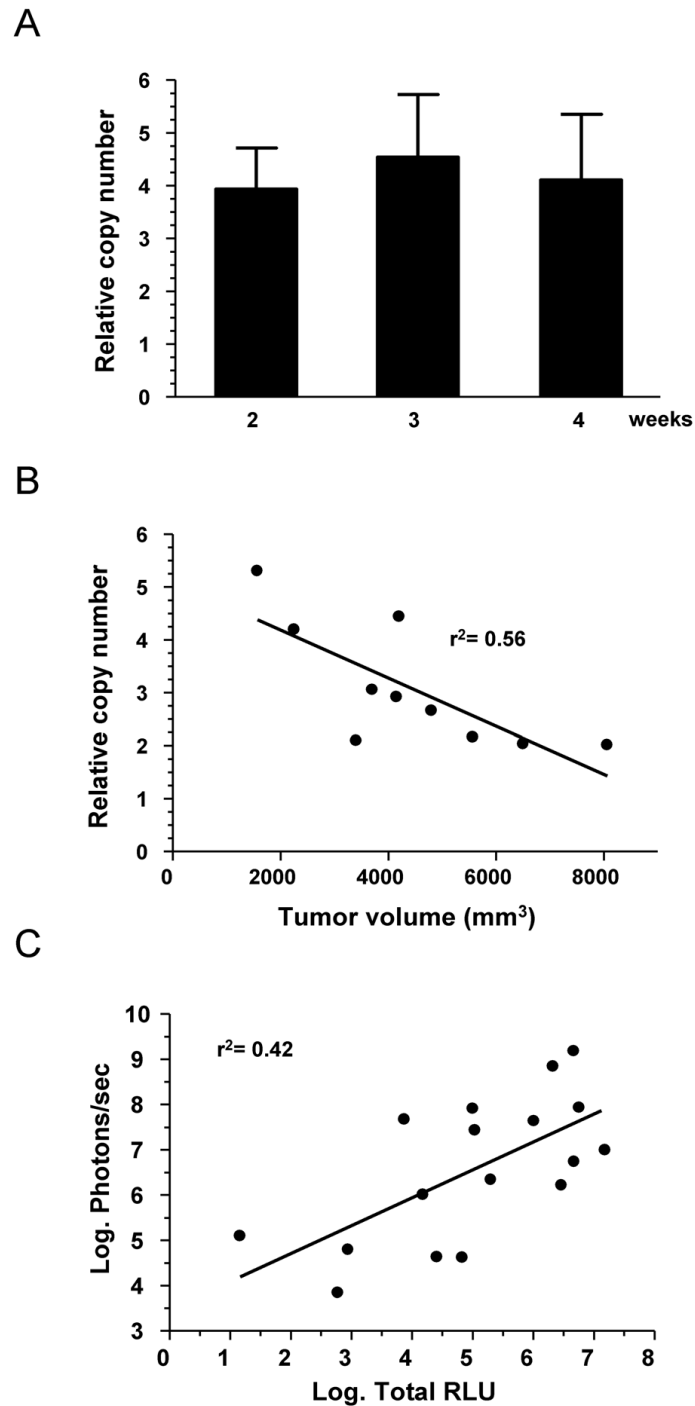 A
Relative copy number
6
5
4
3
2
1
0
2 3 4 weeks
B
Relative copy number
6
5
4
3
2
1
0
r²= 0.56
0 2000 4000 6000 8000
Tumor volume (mm³)
C
Log. Photons/sec
10
9
8
7
6
5
4
3
r²= 0.42
0 1 2 3 4 5 6 7 8
Log. Total RLU